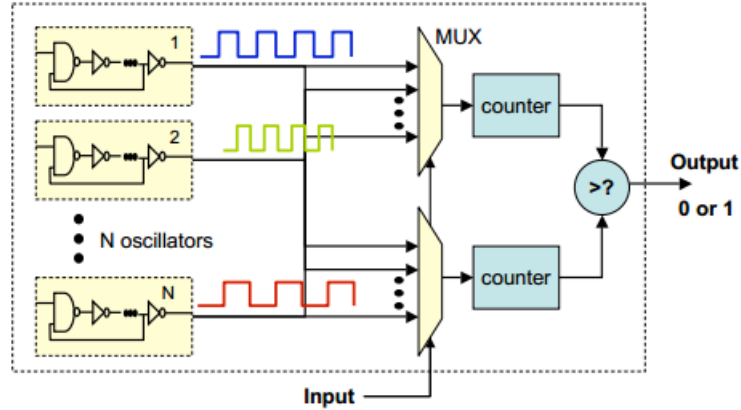 1
MUX
counter
2
Output
>?
0 or 1
N oscillators
counter
N
Input